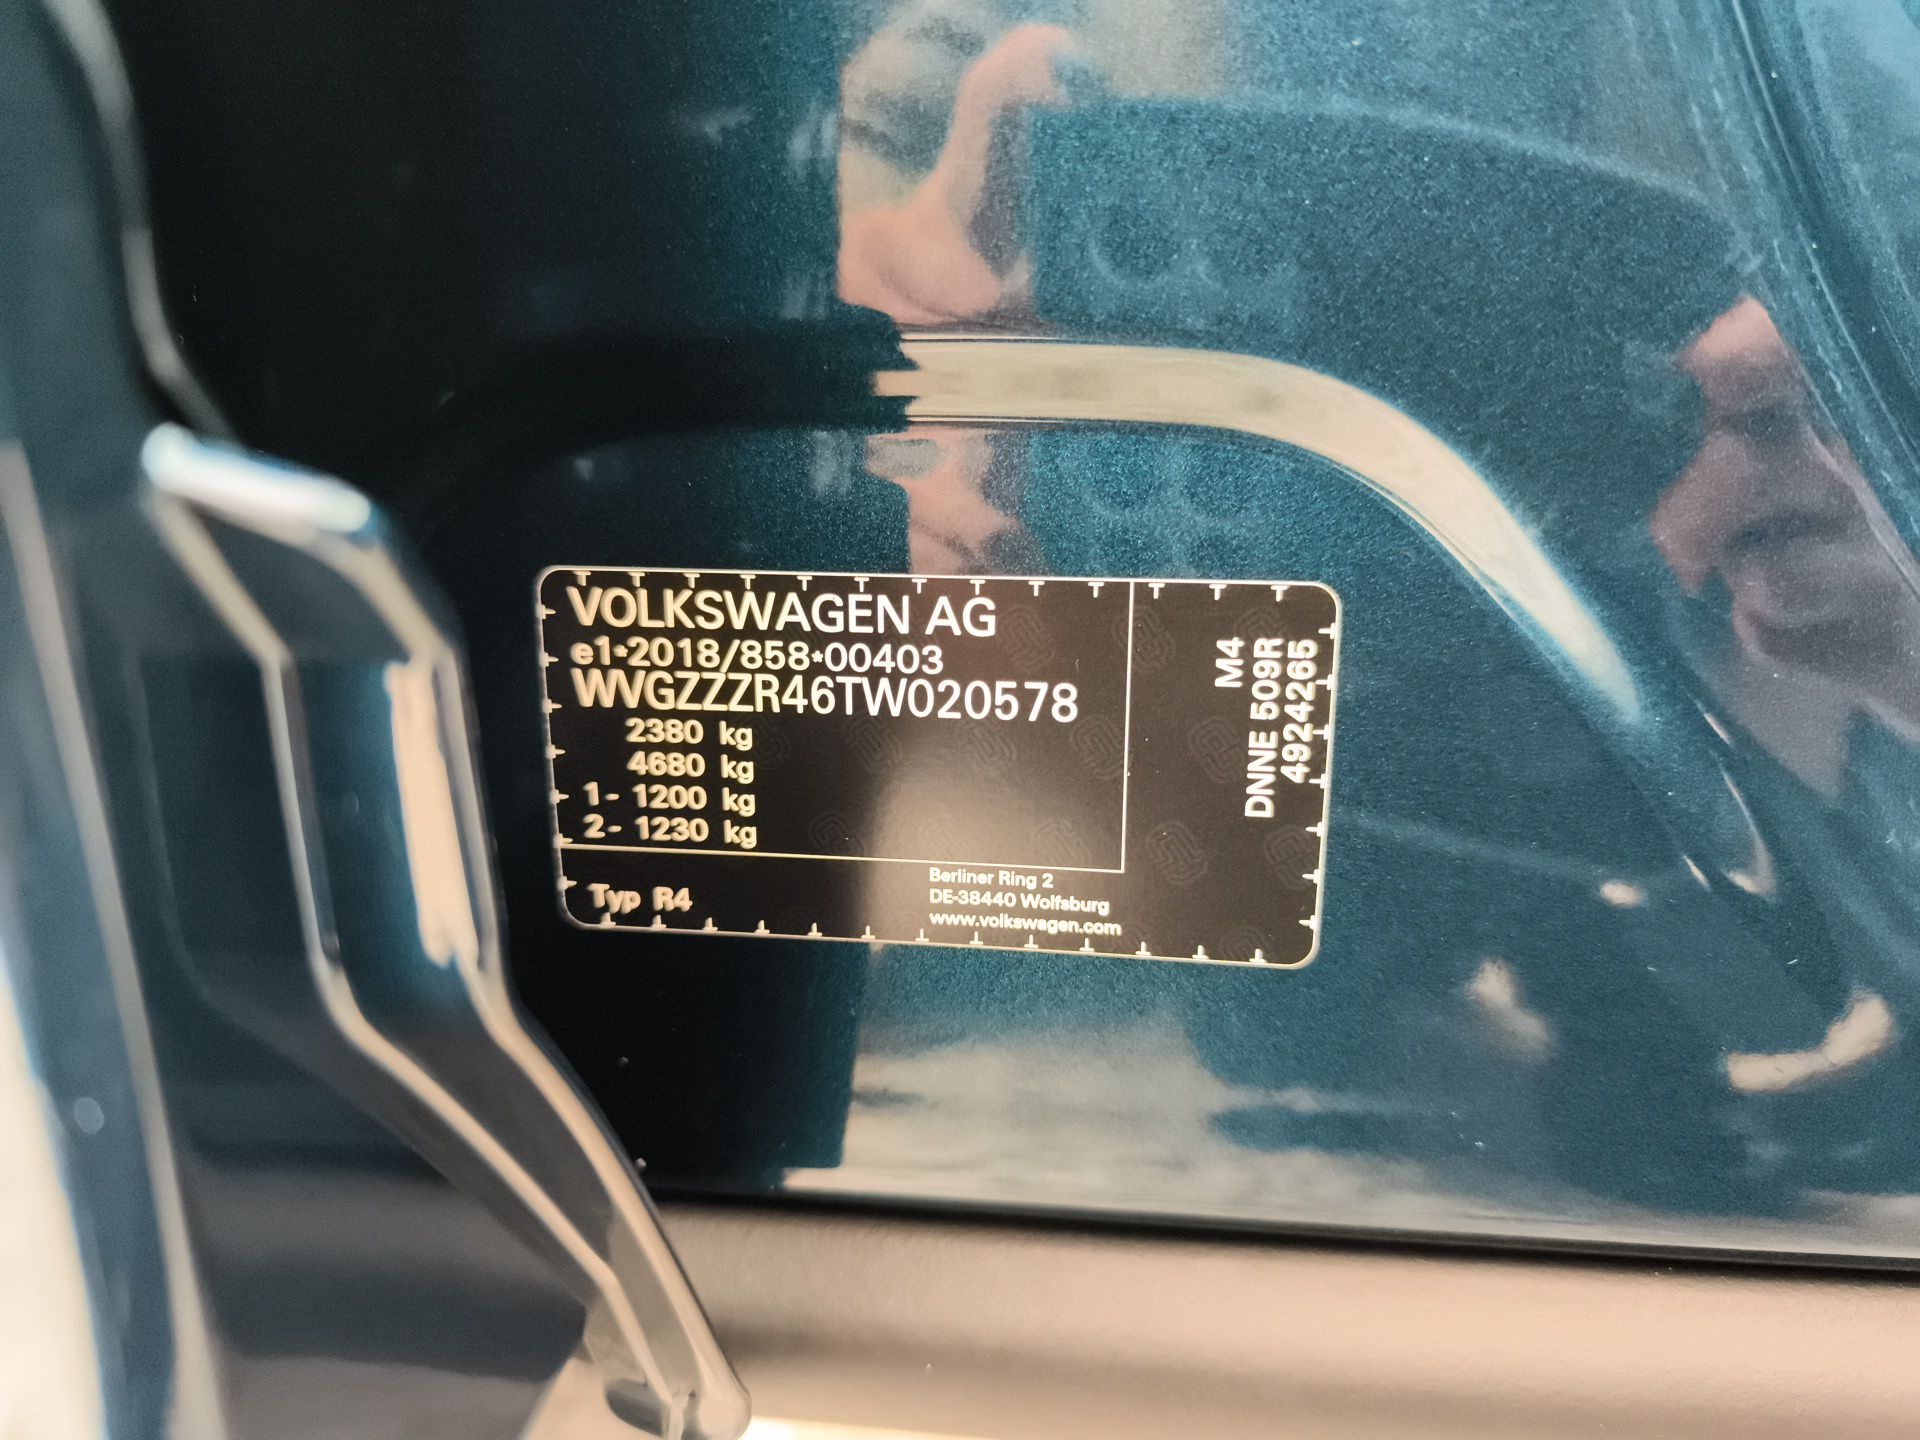 VOLKSWAGEN AG
e1*2018/858*00403
WVGZZZR46TW020578
2380 kg
4680 kg
1- 1200 kg
2- 1230 kg
Typ R4
Berliner Ring 2
DE-38440 Wolfsburg
www.volkswagen.com
M4
DNNE 509R
4924265